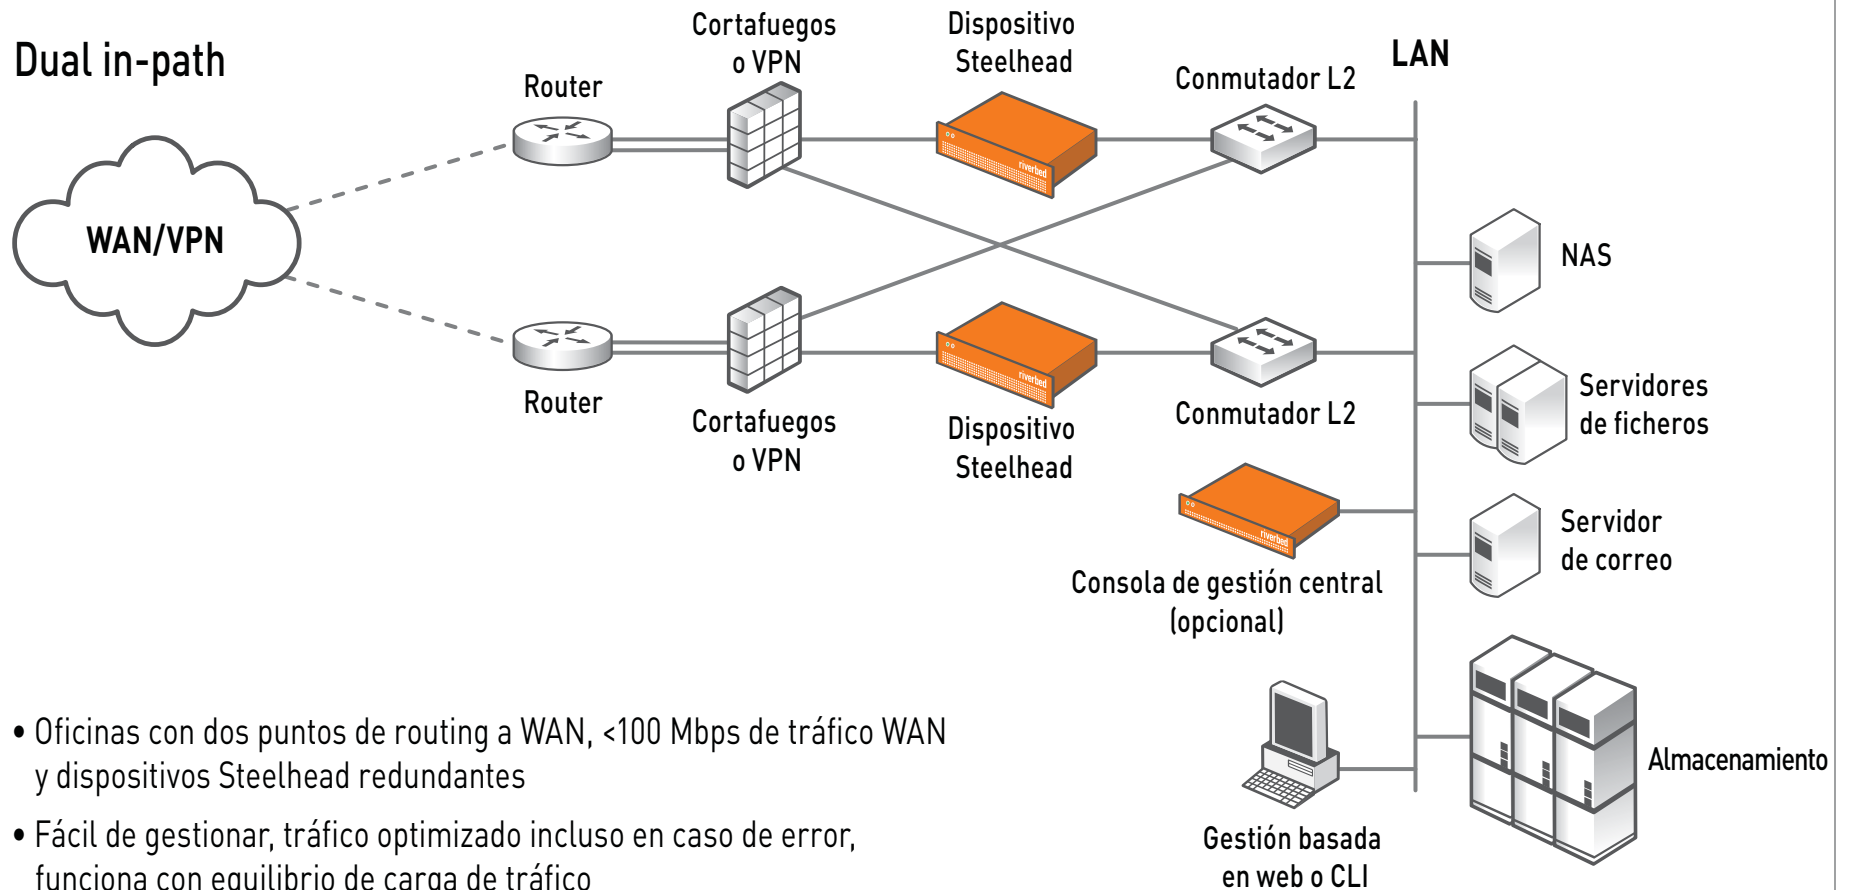 Dual in-path
WAN/VPN
Router
Cortafuegos
o VPN
Dispositivo
Steelhead
riverbed
Conmutador L2
LAN
Router
Cortafuegos
o VPN
riverbed
Dispositivo
Steelhead
Conmutador L2
NAS
Servidores
de ficheros
riverbed
Consola de gestión central
(opcional)
Servidor
de correo
Gestión basada
en web o CLI
Almacenamiento
• Oficinas con dos puntos de routing a WAN, <100 Mbps de tráfico WAN
y dispositivos Steelhead redundantes
• Fácil de gestionar, tráfico optimizado incluso en caso de error,
funciona con equilibrio de carga de tráfico